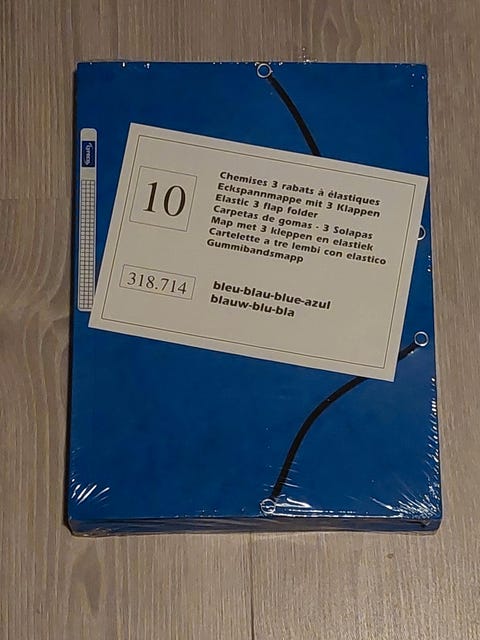 10
Chemises 3 rabats à élastiques
Eckspannmappe mit 3 Klappen
Elastic 3 flap folder
Carpetas de gomas - 3 Solapas
Map met 3 kleppen en elastiek
Cartelette a tre lembi con elastico
Gummibandsmapp
318.714
bleu-blau-blue-azul
blauw-blu-bla